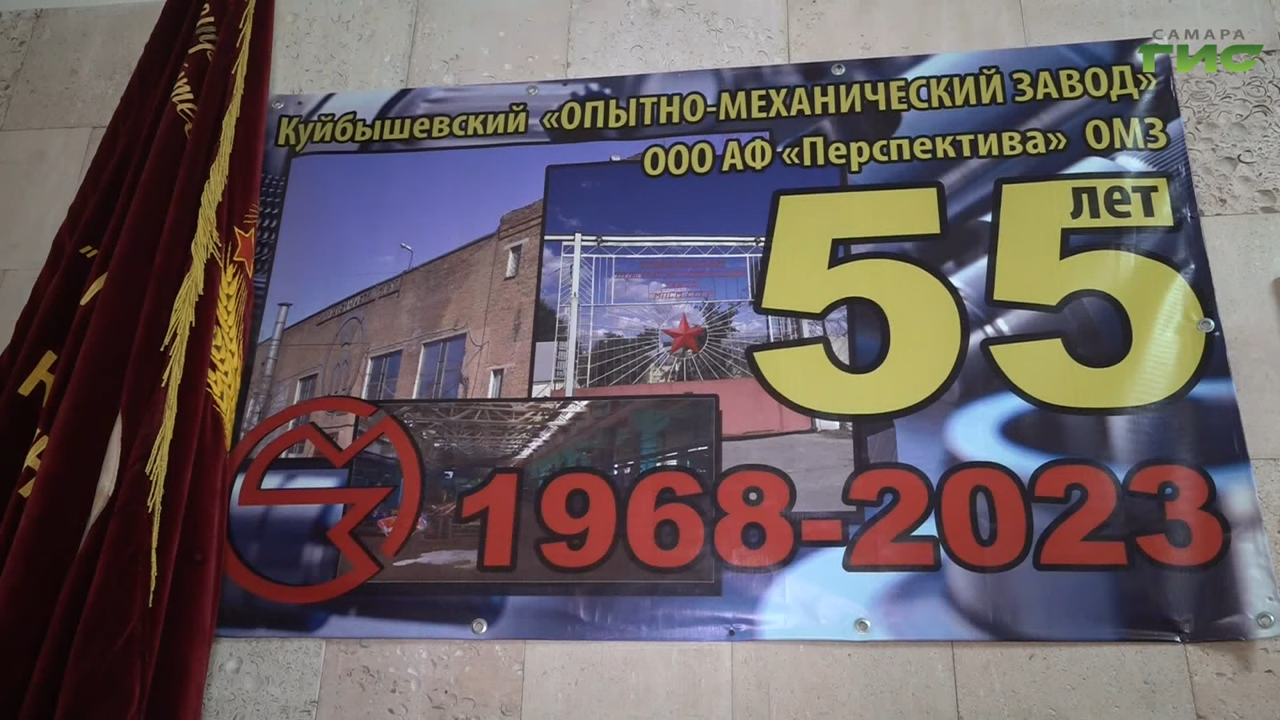 САМАРА
ГИС
Куйбышевский «ОПЫТНО-МЕХАНИЧЕСКИЙ ЗАВОД»
ООО АФ «Перспектива» ОМЗ
55 лет
1968-2023